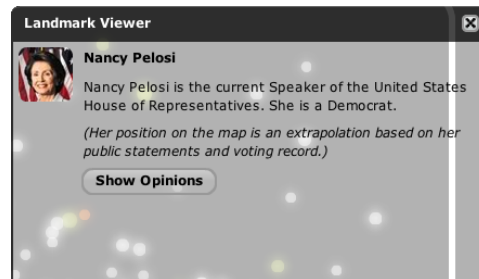 Landmark Viewer
Nancy Pelosi
Nancy Pelosi is the current Speaker of the United States
House of Representatives. She is a Democrat.
(Her position on the map is an extrapolation based on her
public statements and voting record.)
Show Opinions